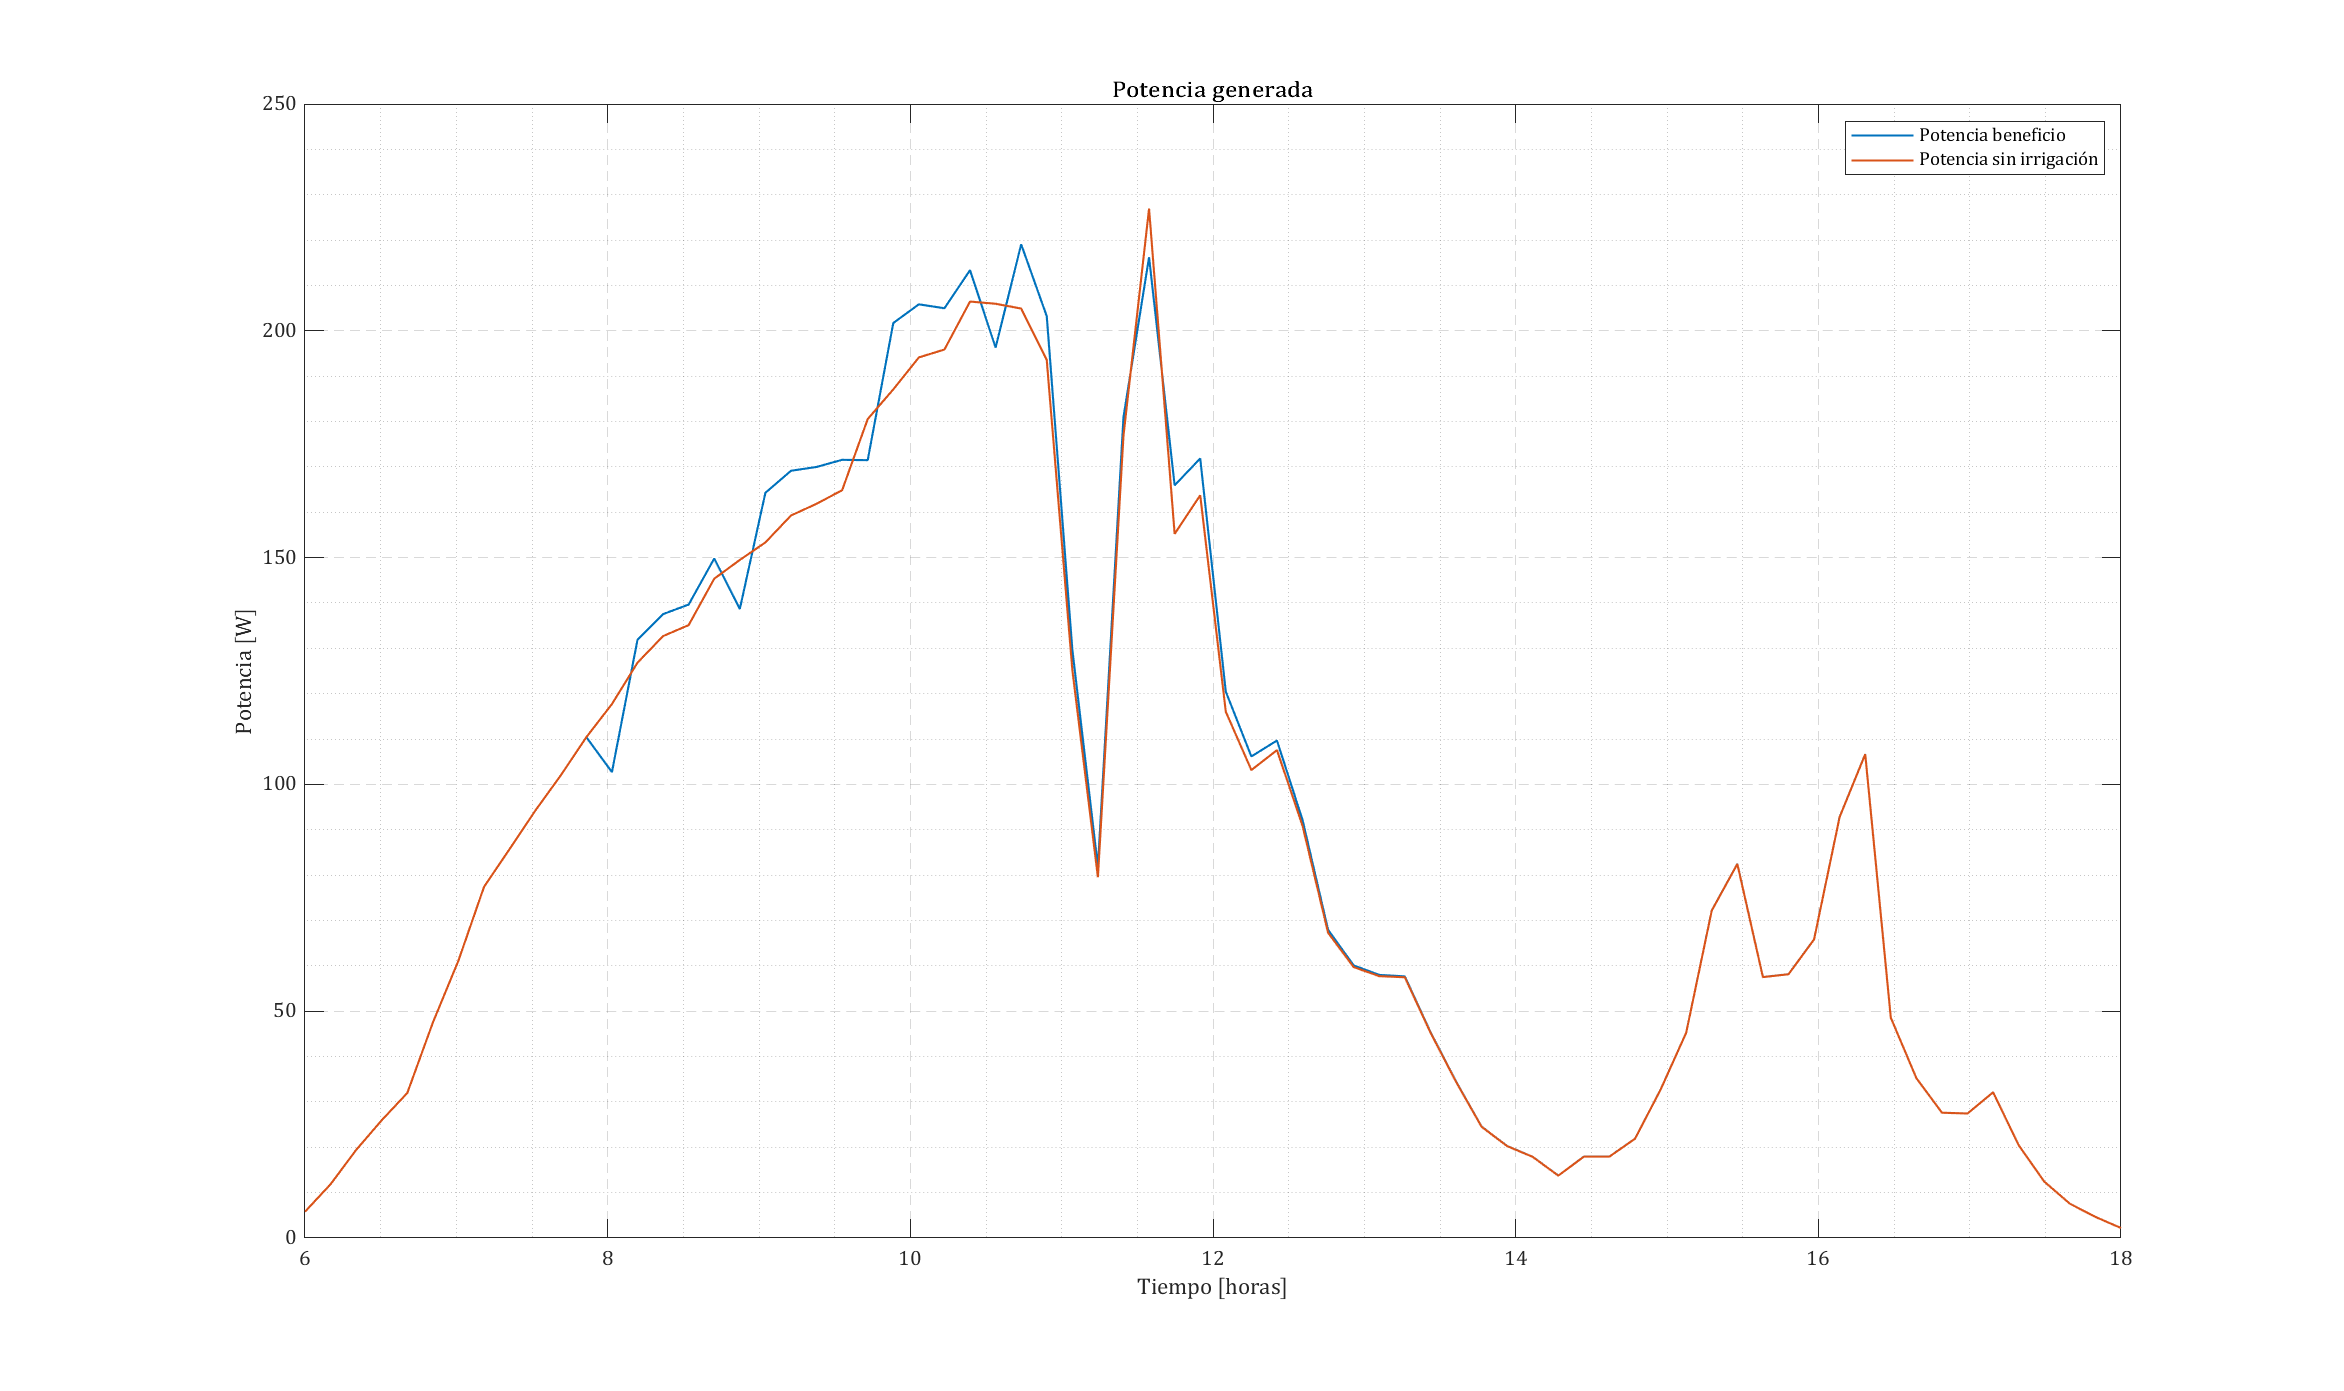 Potencia generada
250
200
150
100
50
0
Potencia [W]
Potencia beneficio
Potencia sin irrigación
6 8 10 12 14 16 18
Tiempo [horas]